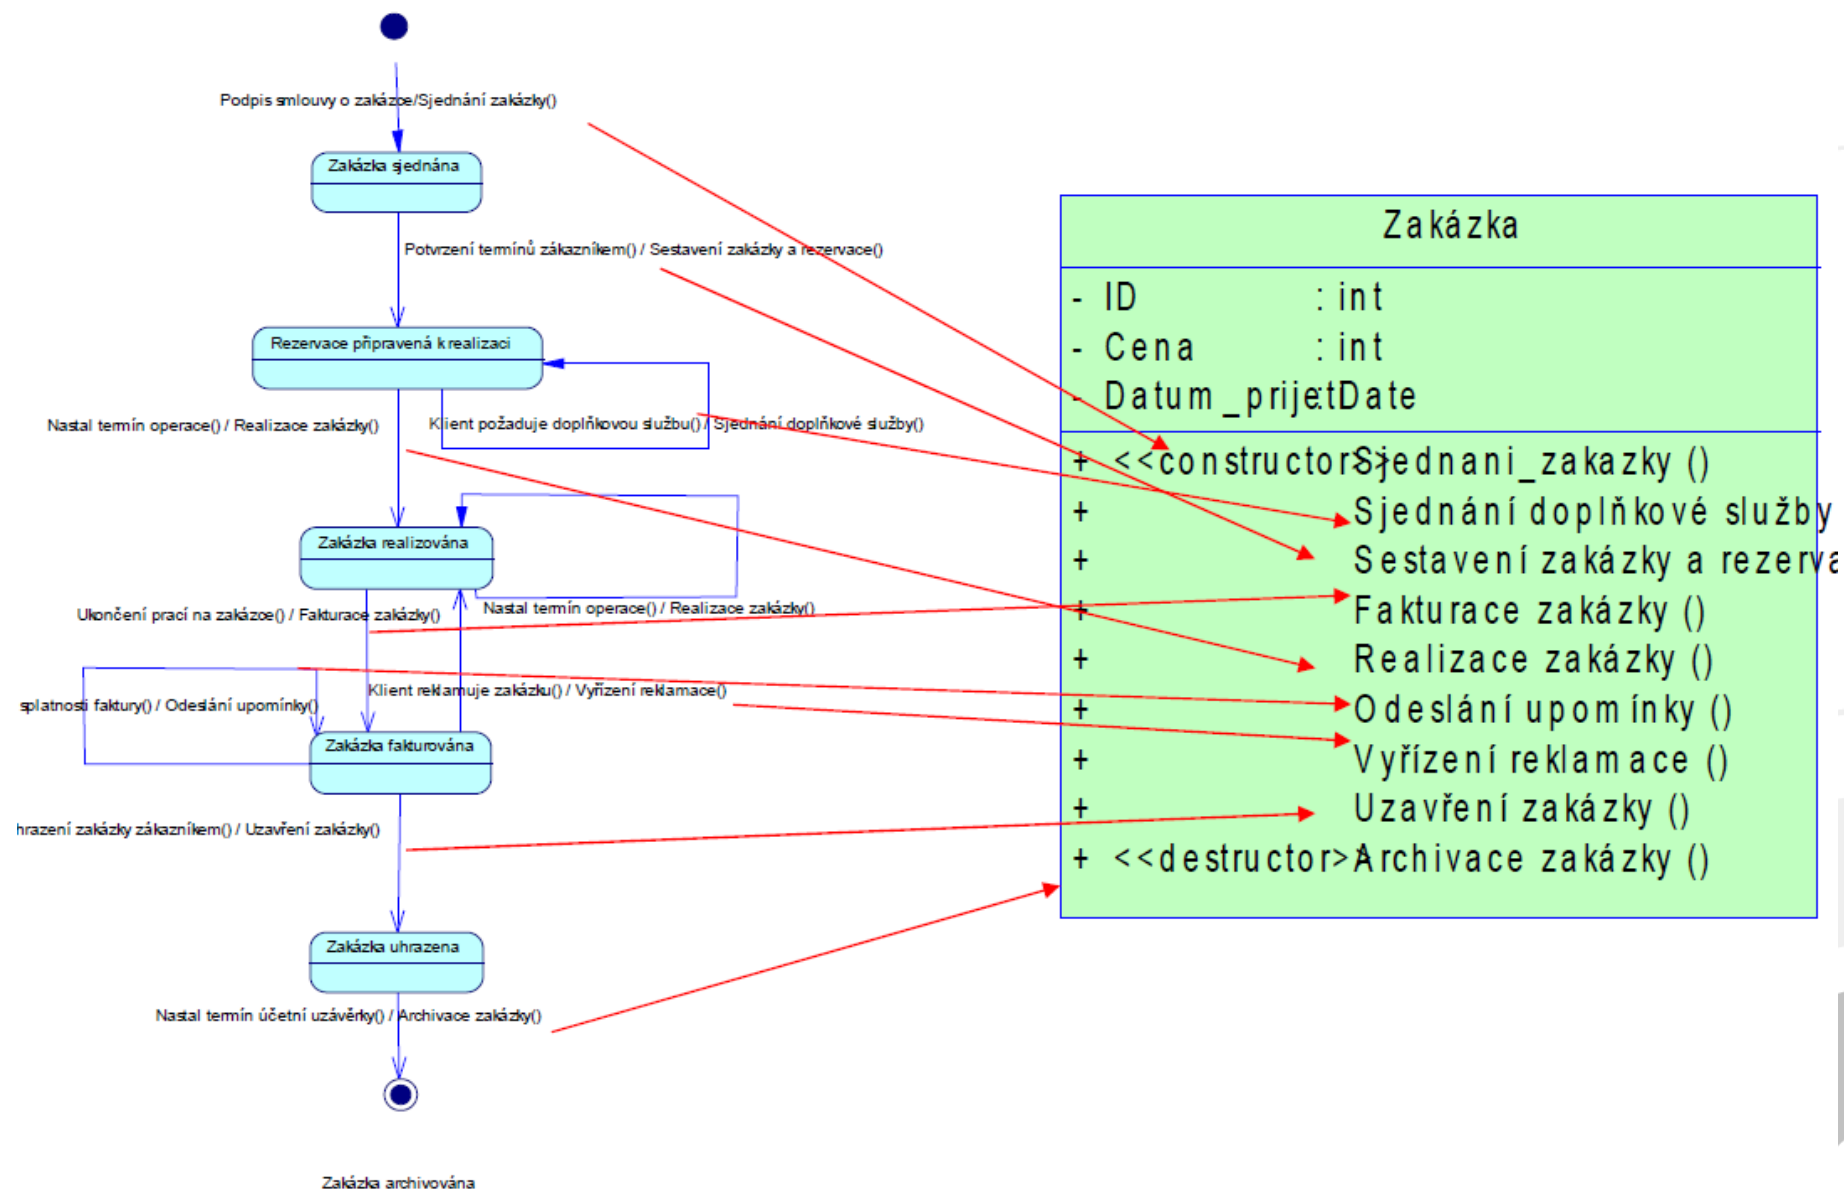 Podpis smlouvy o zakázce/Sjednání zakázky()
Zakázka sjednána
Potvrzení termínů zákazníkem() / Sestavení zakázky a rezervace()
Rezervace připravená k realizaci
Nastal termín operace() / Realizace zakázky()
Klient požaduje doplňkovou službu() / Sjednání doplňkové služby()
Zakázka realizována
Ukončení prací na zakázce() / Fakturace zakázky()
Nastal termín operace() / Realizace zakázky()
Klient reklamuje zakázku() / Vyřízení reklamace()
splatnosti faktury() / Odeslání upomínky()
Zakázka fakturována
hrazení zakázky zákazníkem() / Uzavření zakázky()
Zakázka uhrazena
Nastal termín účetní uzávěrky() / Archivace zakázky()
Zakázka archivována
Zakázka
- ID : int
- Cena : int
- Datum_prijeti : Date
+ <<constructor>> Sjednani_zakazky ()
+ Sjednání doplňkové služby
+ Sestavení zakázky a rezerva
+ Fakturace zakázky ()
+ Realizace zakázky ()
+ Odeslání upomínky ()
+ Vyřízení reklamace ()
+ Uzavření zakázky ()
+ <<destructor>> Archivace zakázky ()